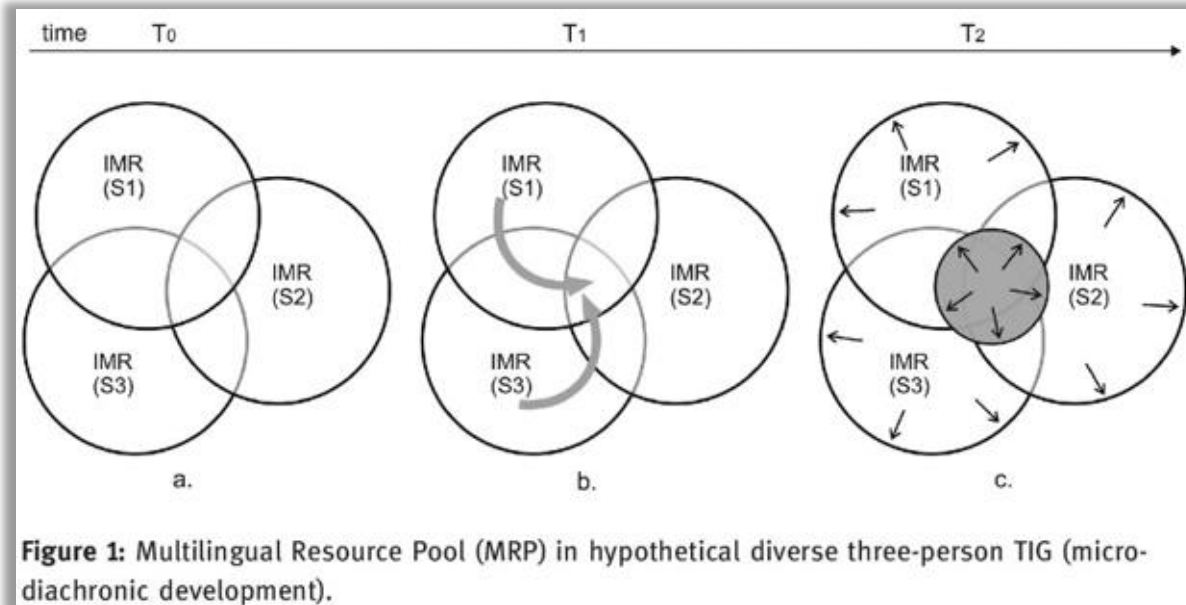 time T0 T1 T2
IMR
(S1)
IMR
(S2)
IMR
(S3)
a.
IMR
(S1)
IMR
(S2)
IMR
(S3)
b.
IMR
(S1)
IMR
(S2)
IMR
(S3)
c.
Figure 1: Multilingual Resource Pool (MRP) in hypothetical diverse three-person TIG (micro-
diachronic development).